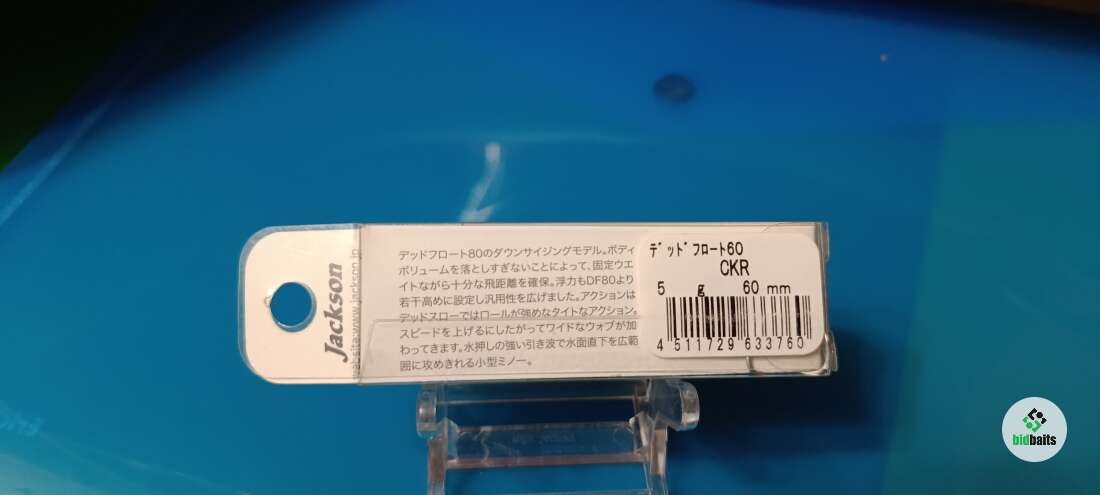 Jackson
website:www.jackson.jp
デッドフロート80のダウンサイジングモデル。ボディ
ボリュームを落としすぎないことによって、固定ウエ
イトながら十分な飛距離を確保。浮力もDF80より
若干高めに設定し汎用性を広げました。アクションは
デッドスローではロールが強めなタイトなアクション。
スピードを上げるにしたがってワイドなウォブが加
わってきます。水押しの強い引き波で水面直下を広範
囲に攻めきれる小型ミノー。
デッドフロート60
CKR
5 g 60 mm
4 511729 633760
bidbaits